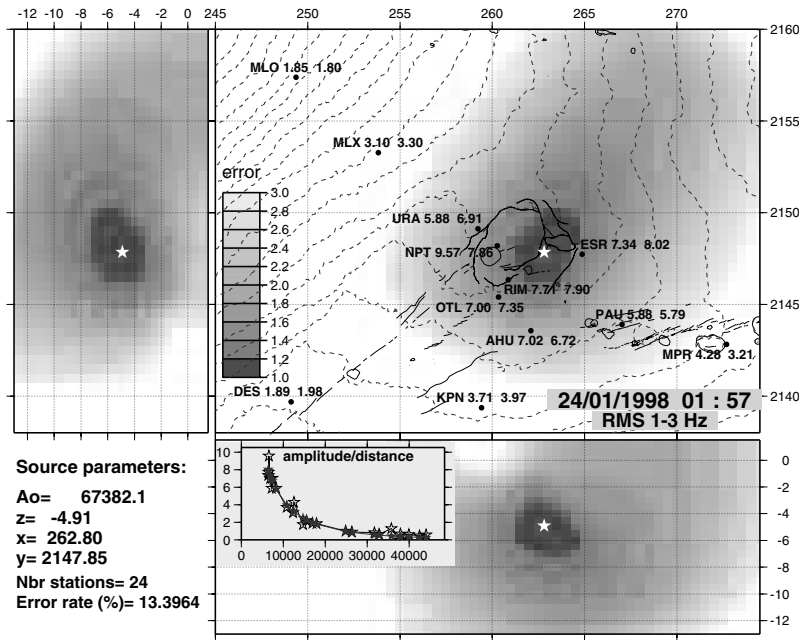 -12 -10 -8 -6 -4 -2 0
245 250 255 260 265 270
2160
MLO 1.85 1.80
2155
MLX 3.10 3.30
error
3.0
2.8
2.6
2.4
2.2
2.0
1.8
1.6
1.4
1.2
1.0
2150
URA 5.88 6.91
NPT 9.57 7.86
ESR 7.34 8.02
RIM 7.71 7.90
OTL 7.00 7.35
2145
PAU 5.88 5.79
AHU 7.02 6.72
MPR 4.28 3.21
DES 1.89 1.98
KPN 3.71 3.97
2140
24/01/1998 01 : 57
RMS 1-3 Hz
Source parameters:
Ao= 67382.1
z= -4.91
x= 262.80
y= 2147.85
Nbr stations= 24
Error rate (%)= 13.3964
amplitude/distance
10
8
6
4
2
0
0 10000 20000 30000 40000
0
-2
-4
-6
-8
-10
-12